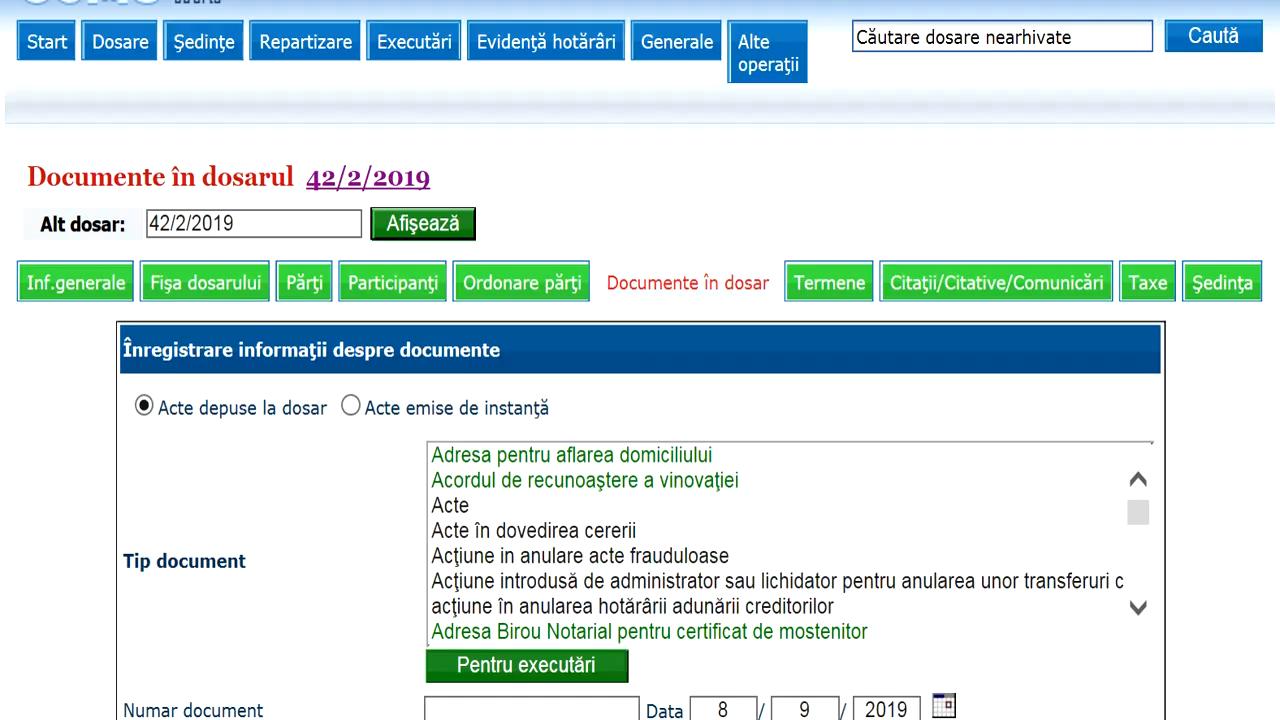 Start Dosare Şedinţe Repartizare Executări Evidenţă hotărâri Generale Alte operaţii Căutare dosare nearhivate Caută
Documente în dosarul 42/2/2019
Alt dosar: 42/2/2019 Afişează
Inf.generale Fişa dosarului Părţi Participanţi Ordonare părţi Documente în dosar Termene Citaţii/Citative/Comunicări Taxe Şedinţa
Înregistrare informaţii despre documente
Acte depuse la dosar Acte emise de instanţă
Adresa pentru aflarea domiciliului
Acordul de recunoaştere a vinovaţiei
Acte
Acte în dovedirea cererii
Tip document
Acţiune in anulare acte frauduloase
Acţiune introdusă de administrator sau lichidator pentru anularea unor transferuri c
acţiune în anularea hotărârii adunării creditorilor
Adresa Birou Notarial pentru certificat de mostenitor
Pentru executări
Numar document Data 8 / 9 / 2019